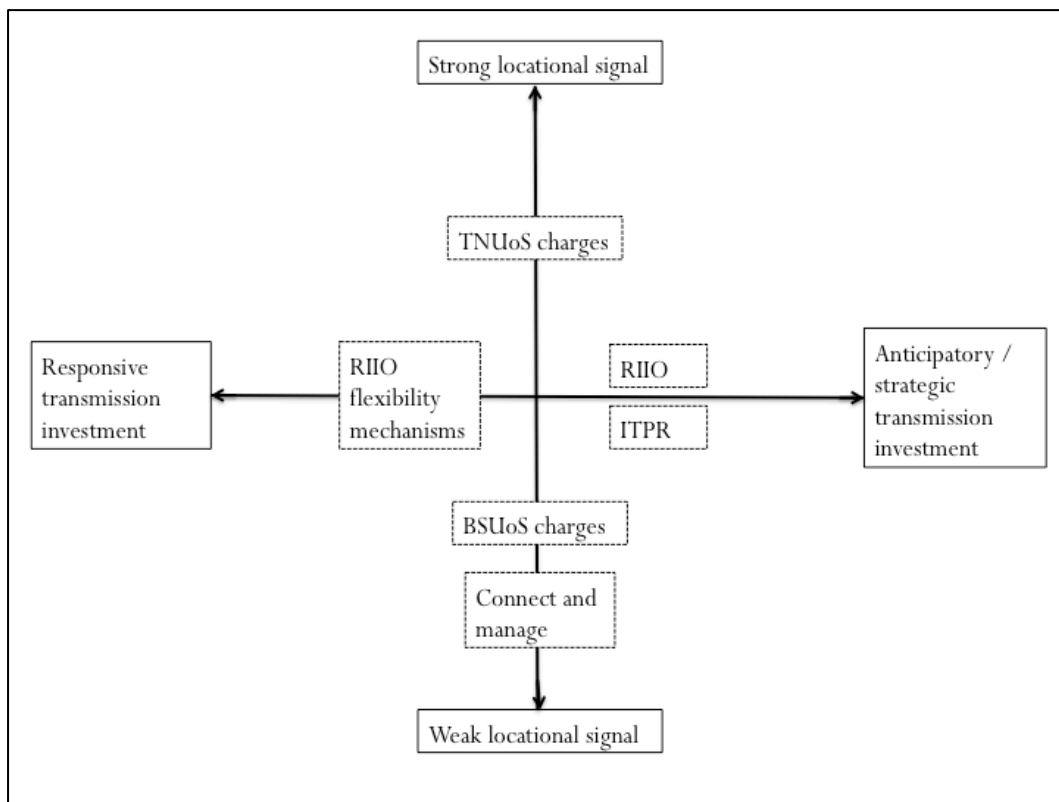 Strong locational signal
TNUoS charges
Responsive
transmission
investment
RIIO
flexibility
mechanisms
RIIO
ITPR
Anticipatory /
strategic
transmission
investment
BSUoS charges
Connect and
manage
Weak locational signal